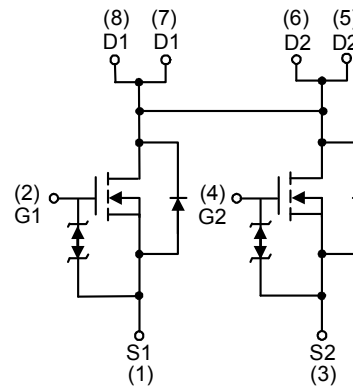 (8) (7) (6) (5)
D1 D1 D2 D2
(2) (4)
G1 G2
S1 S2
(1) (3)